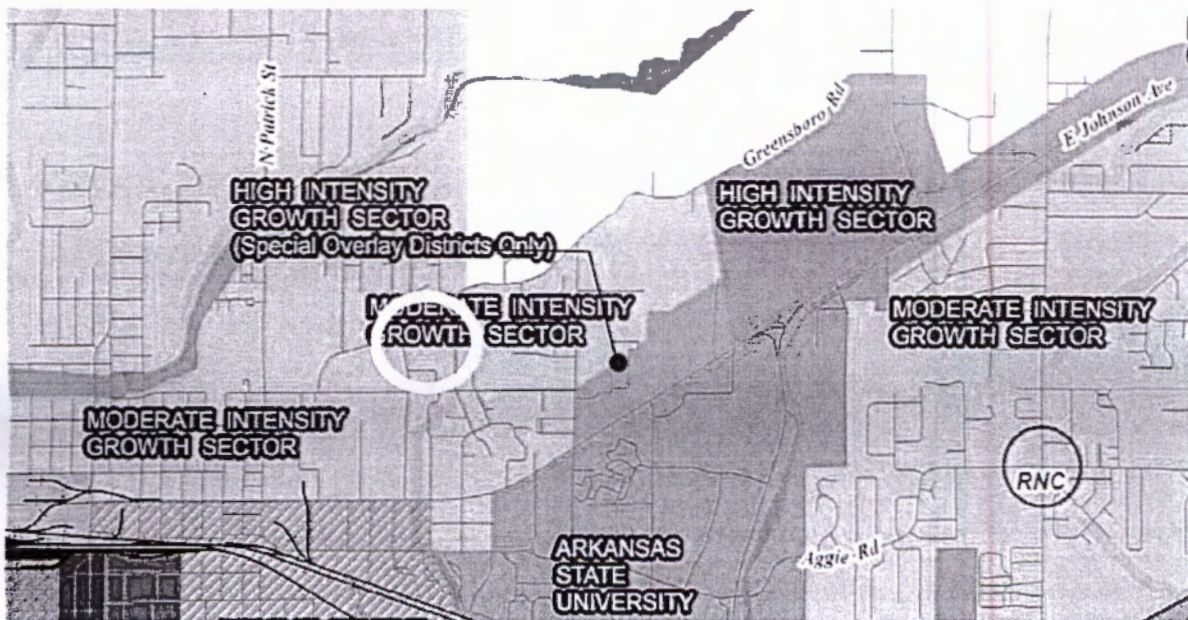 N Patrick St
Greensboro Rd
E Johnson Ave
HIGH INTENSITY
GROWTH SECTOR
(Special Overlay Districts Only)
HIGH INTENSITY
GROWTH SECTOR
MODERATE INTENSITY
GROWTH SECTOR
MODERATE INTENSITY
GROWTH SECTOR
MODERATE INTENSITY
GROWTH SECTOR
RNC
ARKANSAS
STATE
UNIVERSITY
Aggie Rd